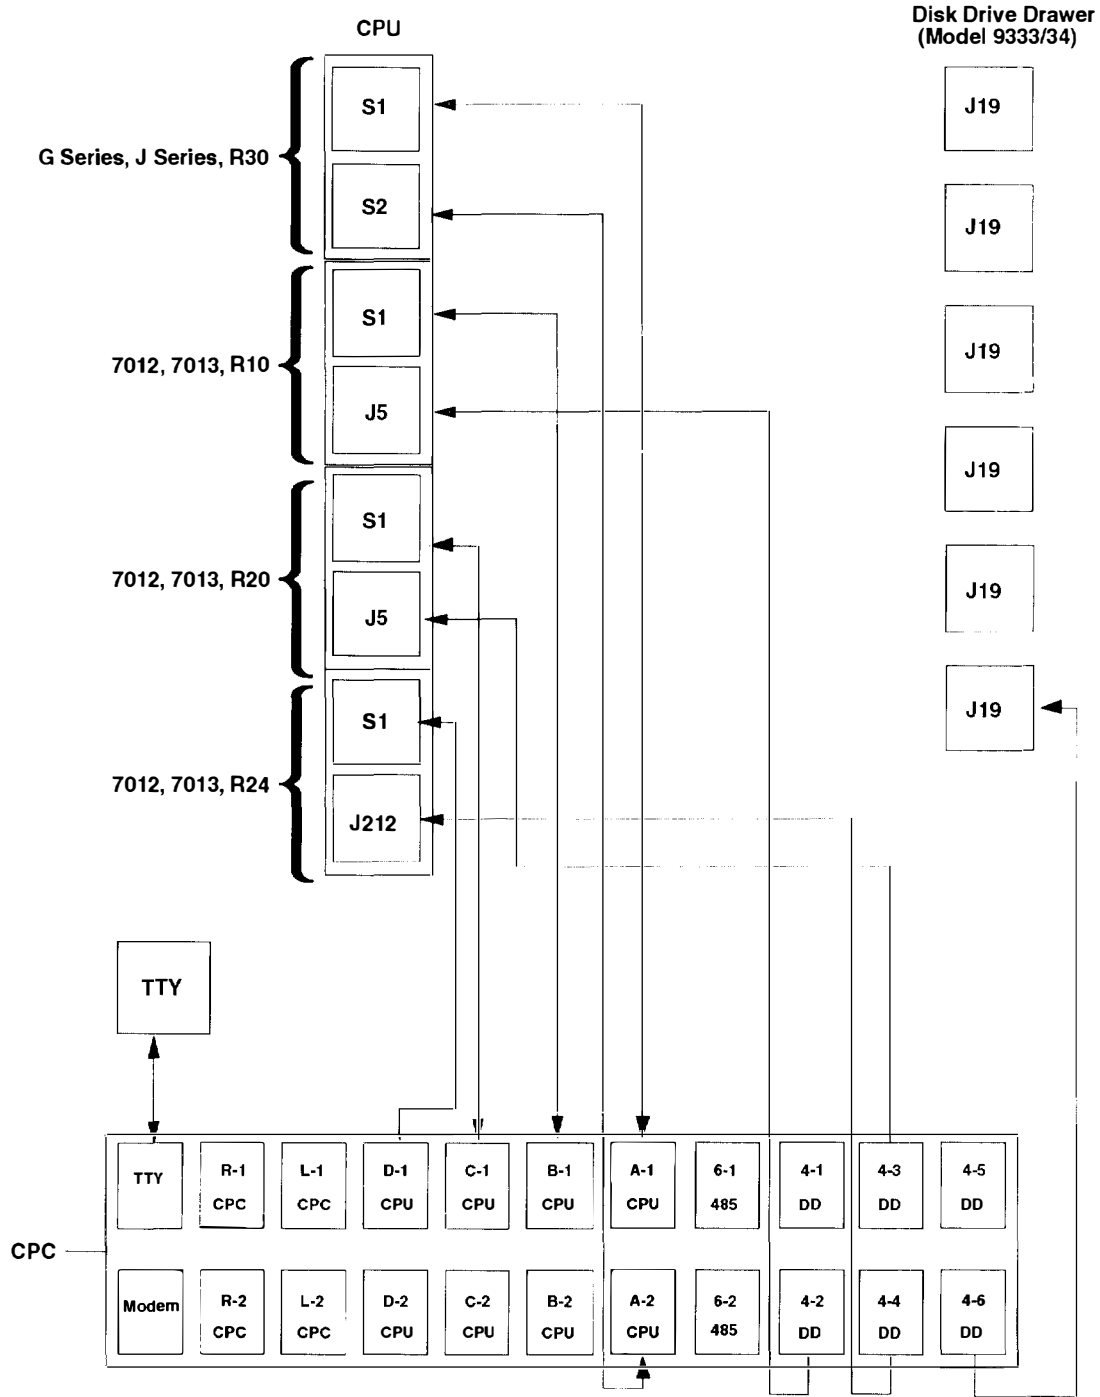 Disk Drive Drawer
(Model 9333/34)
CPU
S1
J19
G Series, J Series, R30
S2
J19
S1
J19
7012, 7013, R10
J5
J19
S1
7012, 7013, R20
J5
J19
S1
J19
7012, 7013, R24
J212
TTY
TTY
R-1
CPC
L-1
CPC
D-1
CPU
C-1
CPU
B-1
CPU
A-1
CPU
6-1
485
4-1
DD
4-3
DD
4-5
DD
CPC
Modem
R-2
CPC
L-2
CPC
D-2
CPU
C-2
CPU
B-2
CPU
A-2
CPU
6-2
485
4-2
DD
4-4
DD
4-6
DD